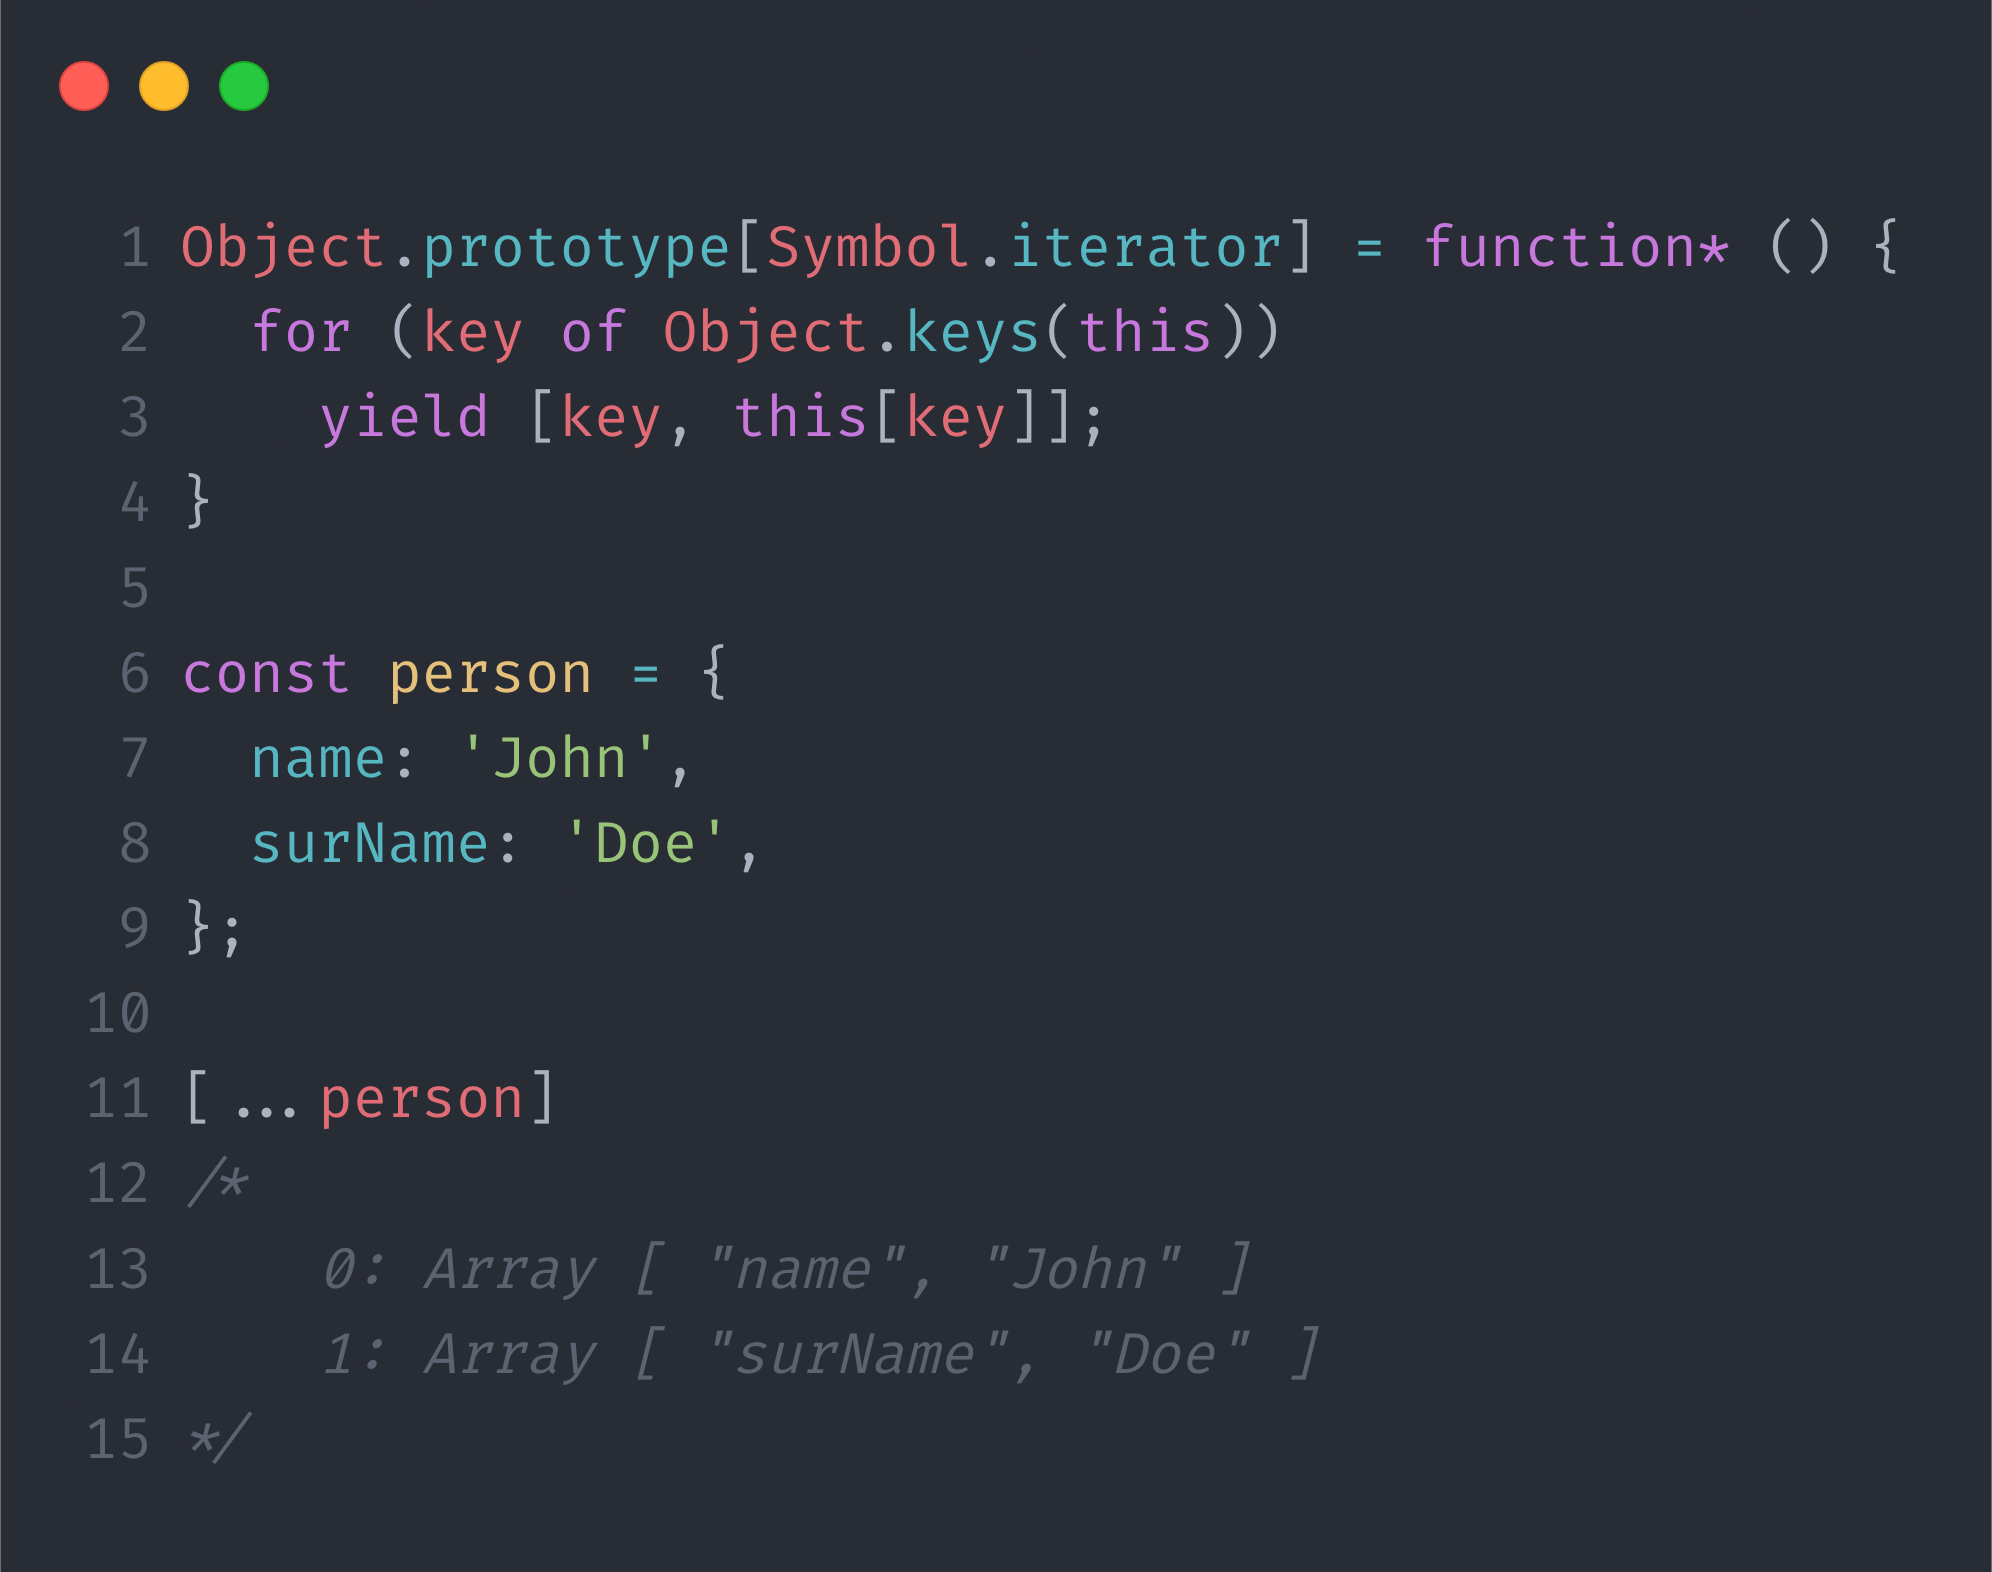 1 Object.prototype[Symbol.iterator] = function* () {
2   for (key of Object.keys(this))
3     yield [key, this[key]];
4 }
5
6 const person = {
7   name: 'John',
8   surName: 'Doe',
9 };
10
11 [...person]
12 /*
13     0: Array [ "name", "John" ]
14     1: Array [ "surName", "Doe" ]
15 */